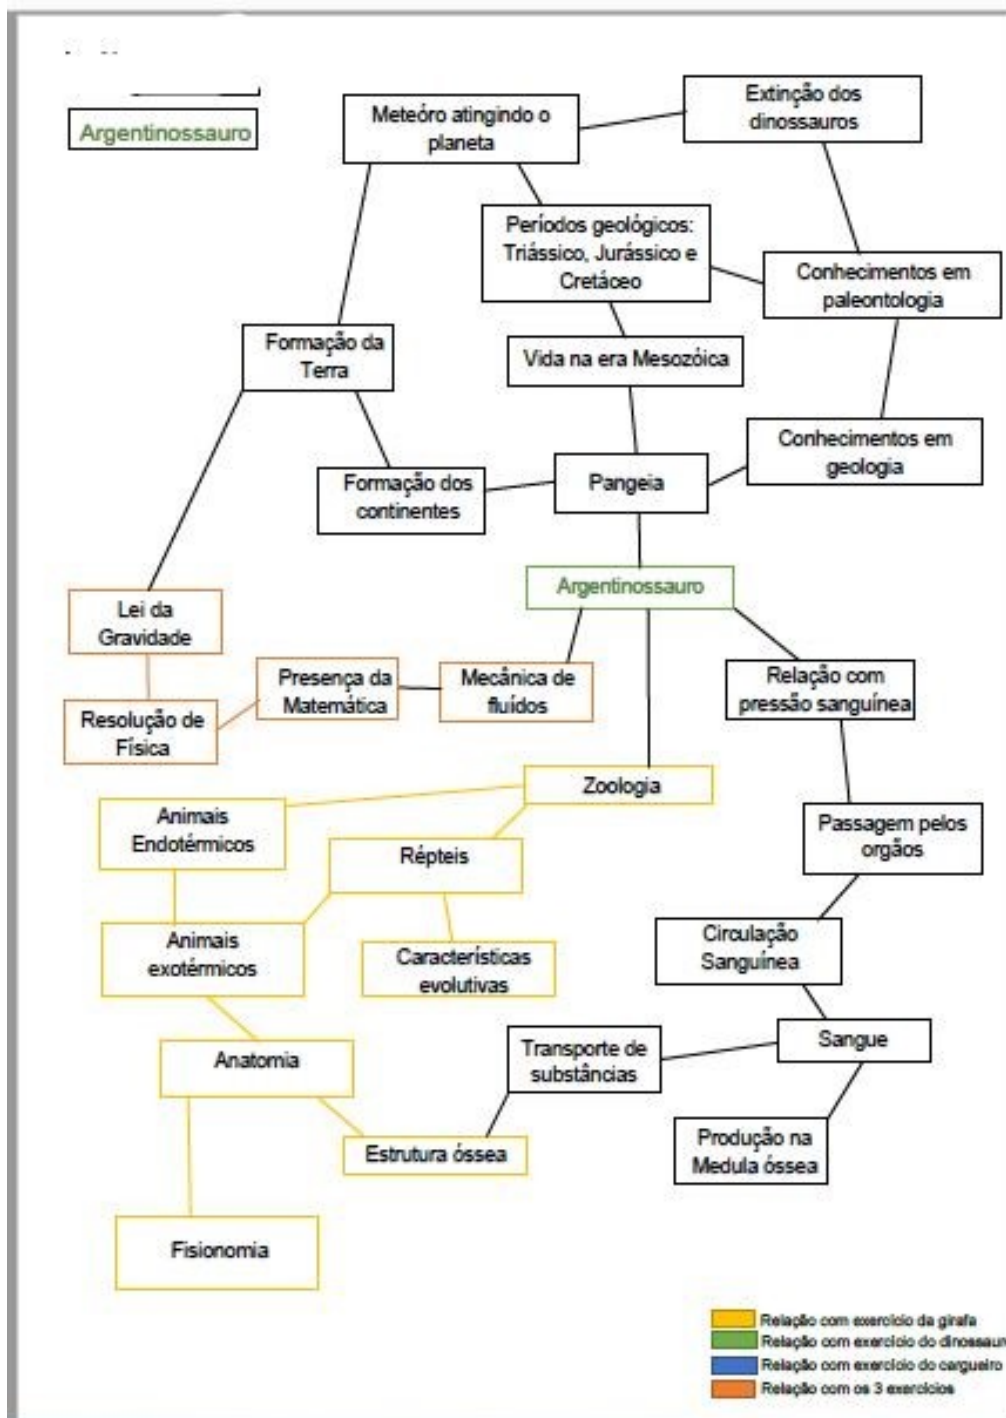 Argentinossauro
Meteóro atingindo o
planeta
Extinção dos
dinossauros
Períodos geológicos:
Triássico, Jurássico e
Cretáceo
Conhecimentos em
paleontologia
Formação da
Terra
Vida na era Mesozóica
Conhecimentos em
geologia
Formação dos
continentes
Pangeia
Argentinossauro
Lei da
Gravidade
Presença da
Matemática
Mecânica de
fluídos
Relação com
pressão sanguínea
Resolução de
Física
Zoologia
Animais
Endotérmicos
Répteis
Passagem pelos
orgãos
Animais
exotérmicos
Características
evolutivas
Circulação
Sanguínea
Anatomia
Transporte de
substâncias
Sangue
Estrutura óssea
Produção na
Medula óssea
Fisionomia
Relação com exercício da girafa
Relação com exercício do dinossauro
Relação com exercício do cargueiro
Relação com os 3 exercícios